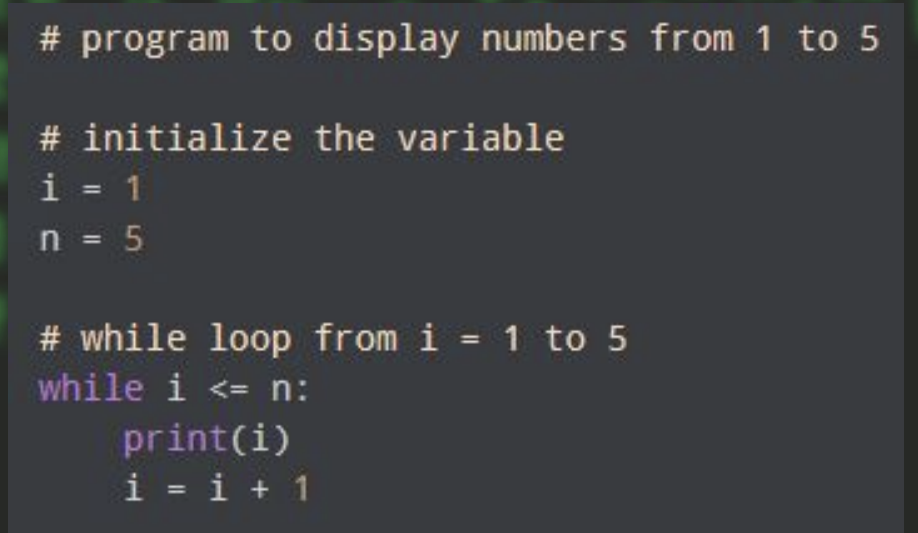 # program to display numbers from 1 to 5
# initialize the variable
i = 1
n = 5
# while loop from i = 1 to 5
while i <= n:
    print(i)
    i = i + 1